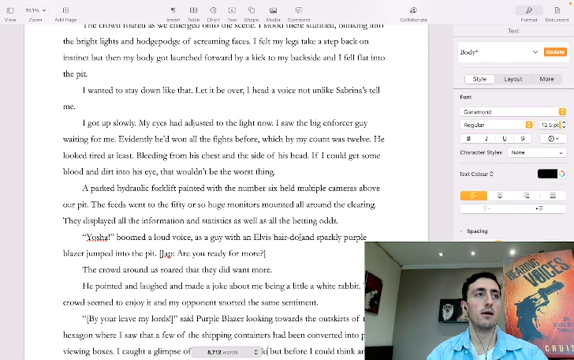 161%
View
Zoom
Add Page
Insert
Table
Chart
Text
Shape
Media
Comment
Collaborate
Format
Document
The crowd roared as we emerged onto the scene. I stood there stunned, blinking into
the bright lights and hodgepodge of screaming faces. I felt my legs take a step back on
instinct but then my body got launched forward by a kick to my backside and I fell flat into
the pit.
I wanted to stay down like that. Let it be over, I head a voice not unlike Sabrina's tell
me.
I got up slowly. My eyes had adjusted to the light now. I saw the big enforcer guy
waiting for me. Evidently he'd won all the fights before, which by my count was twelve. He
looked tired at least. Bleeding from his chest and the side of his head. If I could get some
blood and dirt into his eye, that wouldn't be the worst thing.
A parked hydraulic forklift painted with the number six held multiple cameras above
our pit. The feeds went to the fifty or so huge monitors mounted all around the clearing.
They displayed all the information and statistics as well as all the betting odds.
"Yosha!" boomed a loud voice, as a guy with an Elvis hair-do and sparkly purple
blazer jumped into the pit. [Jap: Are you ready for more?]
The crowd around us roared that they did want more.
He pointed and laughed and made a joke about me being a little a white rabbit. T
crowd seemed to enjoy it and my opponent snorted the same sentiment.
"[By your leave my lords!]" said Purple Blazer looking towards the outskirts of
hexagon where I saw that a few of the shipping containers had been converted into p
viewing boxes. I caught a glimpse of
but before I could think an
8,712 words
Text
Body*
Update
Style
Layout
More
Font
Garamond
Regular
13.5 pt
B
I
U
S
Character Styles
None
Text Colour
Spacing
HEARING
VOICES
CRUISE